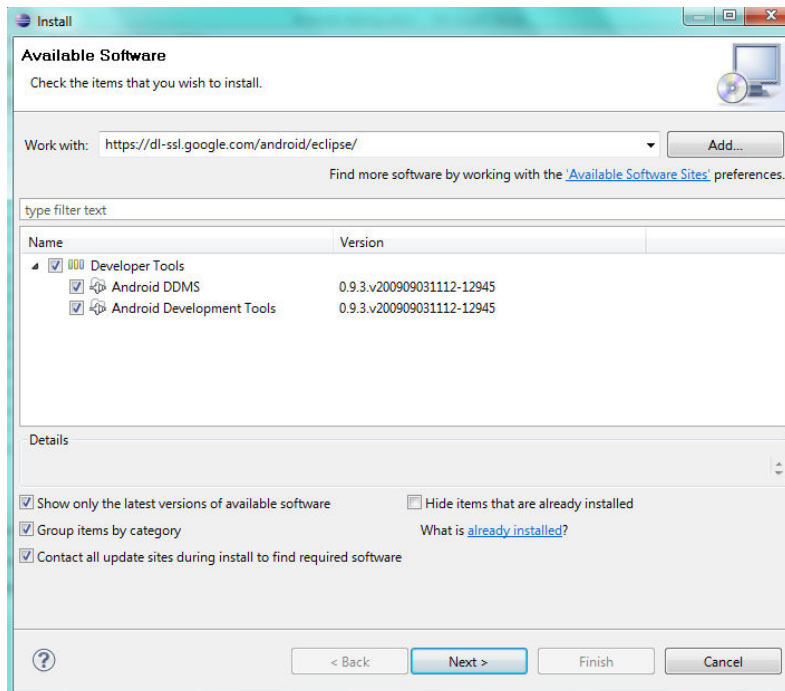 Install
Available Software
Check the items that you wish to install.
Work with: https://dl-ssl.google.com/android/eclipse/ Add...
Find more software by working with the 'Available Software Sites' preferences.
type filter text
Name Version
Developer Tools
Android DDMS 0.9.3.v200909031112-12945
Android Development Tools 0.9.3.v200909031112-12945
Details
Show only the latest versions of available software Hide items that are already installed
Group items by category What is already installed?
Contact all update sites during install to find required software
< Back Next > Finish Cancel